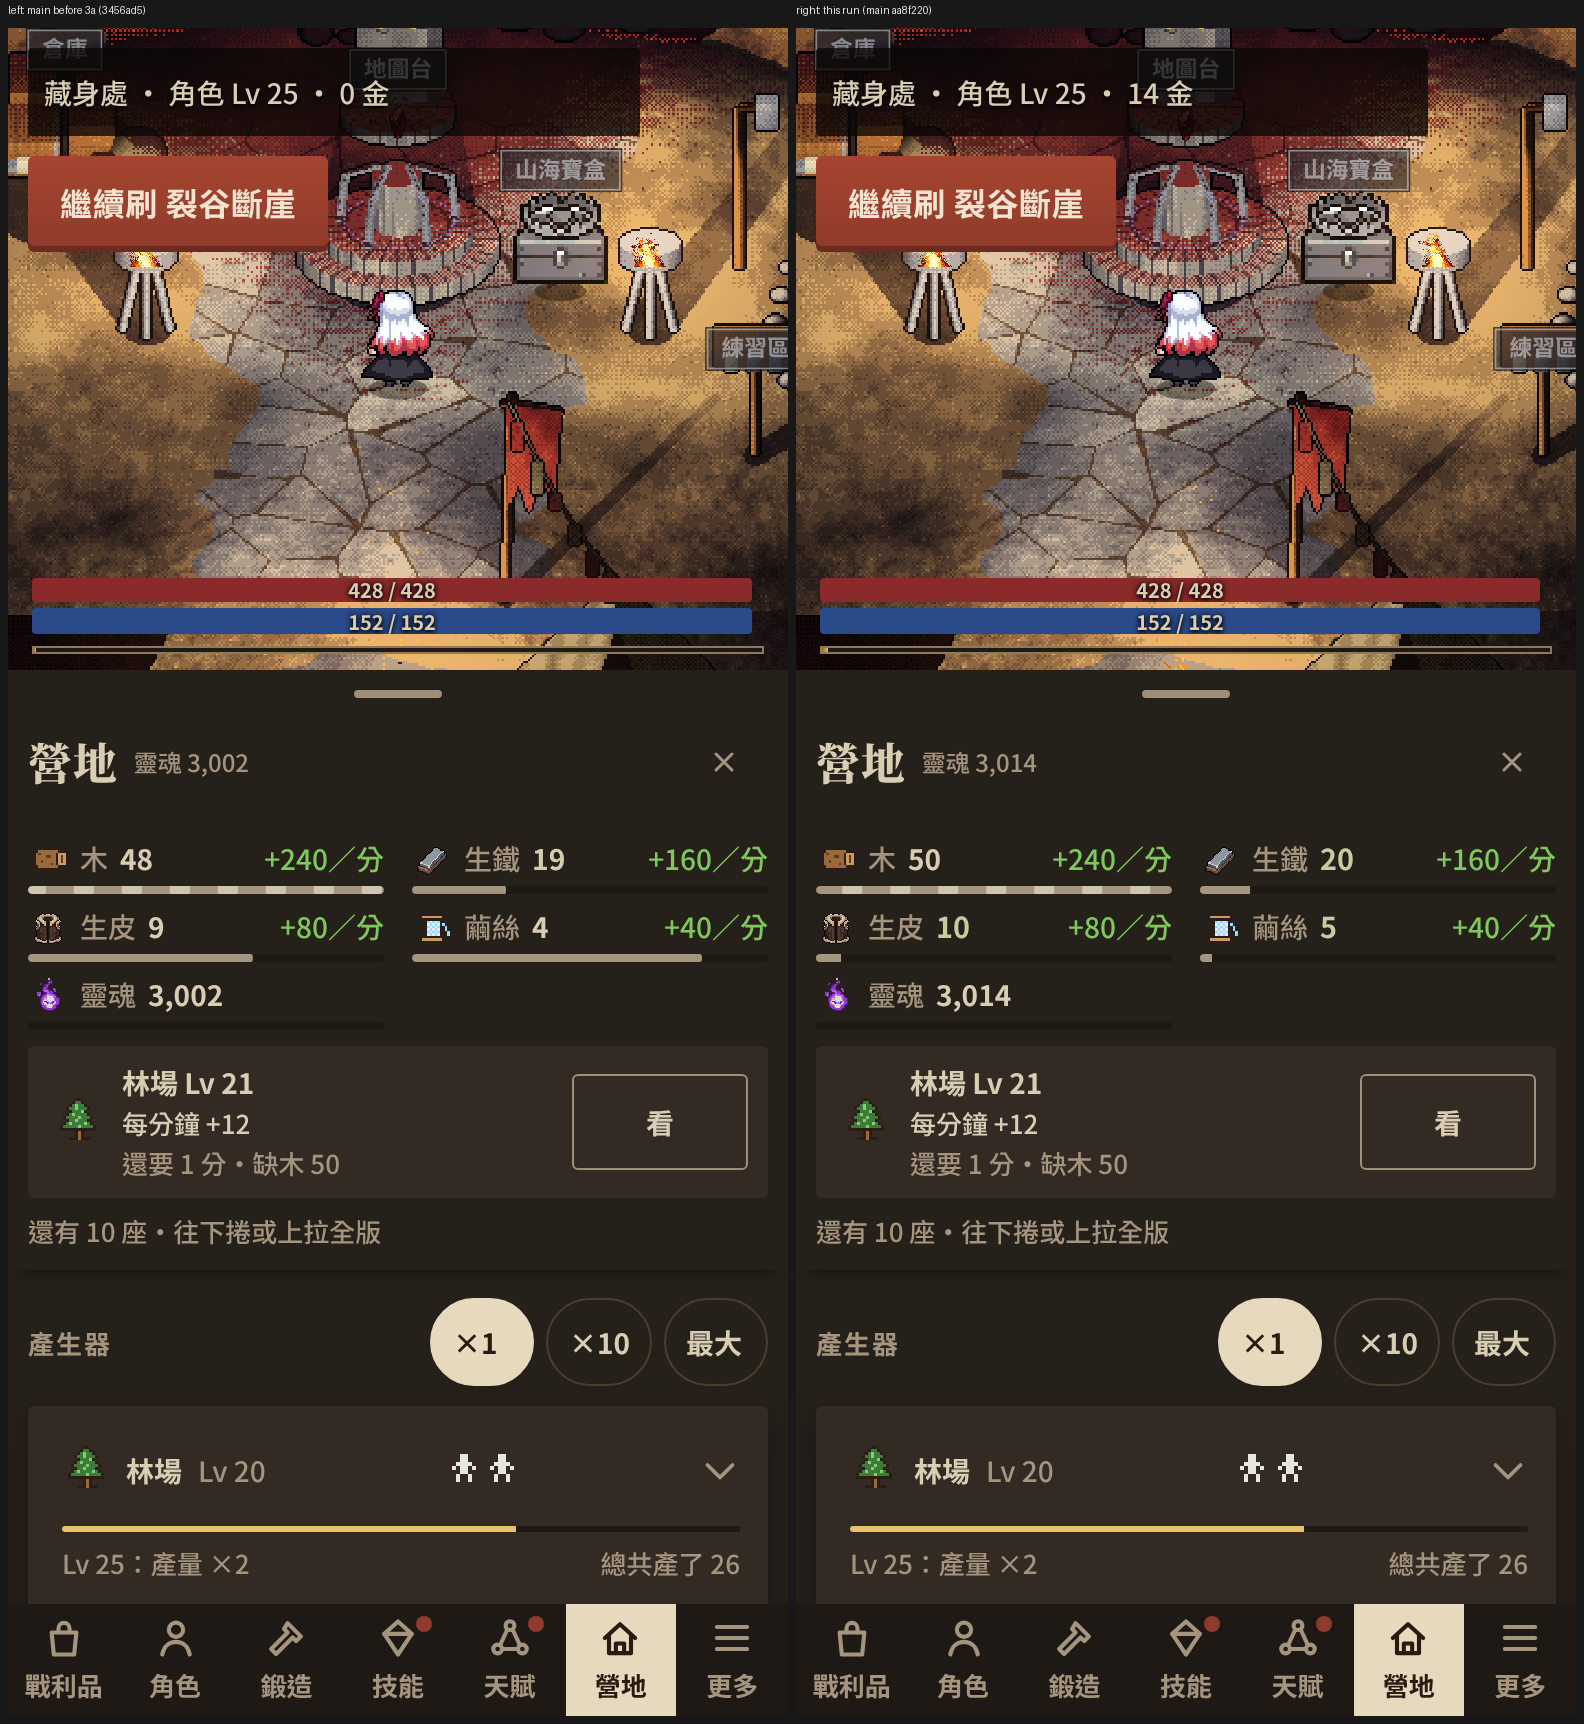 left: main before 3a (3456ad5)
倉庫
地圖台
藏身處 • 角色 Lv 25 • 0 金
山海寶盒
繼續刷 裂谷斷崖
練習區
428 / 428
152 / 152
營地 靈魂 3,002
木 48 +240／分
生鐵 19 +160／分
生皮 9 +80／分
繭絲 4 +40／分
靈魂 3,002
林場 Lv 21
每分鐘 +12
還要 1 分・缺木 50
看
還有 10 座・往下捲或上拉全版
產生器
×1
×10
最大
林場 Lv 20
Lv 25：產量 ×2
總共產了 26
戰利品
角色
鍛造
技能
天賦
營地
更多
right: this run (main aa8f220)
倉庫
地圖台
藏身處 • 角色 Lv 25 • 14 金
山海寶盒
繼續刷 裂谷斷崖
練習區
428 / 428
152 / 152
營地 靈魂 3,014
木 50 +240／分
生鐵 20 +160／分
生皮 10 +80／分
繭絲 5 +40／分
靈魂 3,014
林場 Lv 21
每分鐘 +12
還要 1 分・缺木 50
看
還有 10 座・往下捲或上拉全版
產生器
×1
×10
最大
林場 Lv 20
Lv 25：產量 ×2
總共產了 26
戰利品
角色
鍛造
技能
天賦
營地
更多